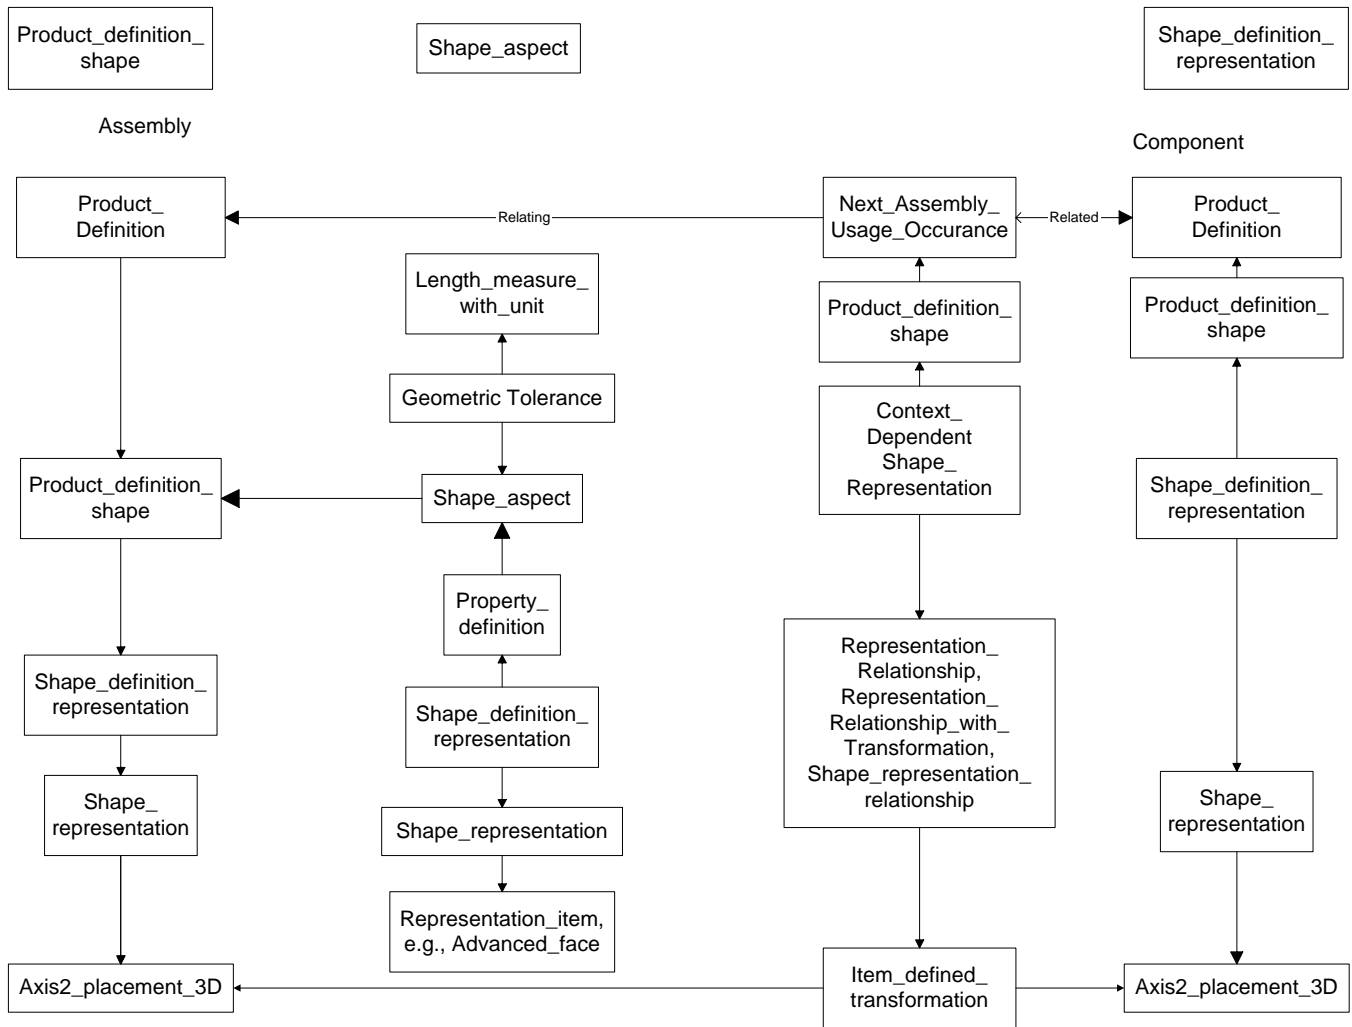 Product_definition_
shape
Shape_aspect
Shape_definition_
representation
Assembly
Component
Product_
Definition
Relating
Next_Assembly_
Usage_Occurance
Related
Product_
Definition
Length_measure_
with_unit
Product_definition_
shape
Product_definition_
shape
Geometric Tolerance
Context_
Dependent
Shape_
Representation
Product_definition_
shape
Shape_aspect
Shape_definition_
representation
Property_
definition
Representation_
Relationship,
Representation_
Relationship_with_
Transformation,
Shape_representation_
relationship
Shape_definition_
representation
Shape_definition_
representation
Shape_
representation
Shape_representation
Shape_
representation
Representation_item,
e.g., Advanced_face
Axis2_placement_3D
Item_defined_
transformation
Axis2_placement_3D